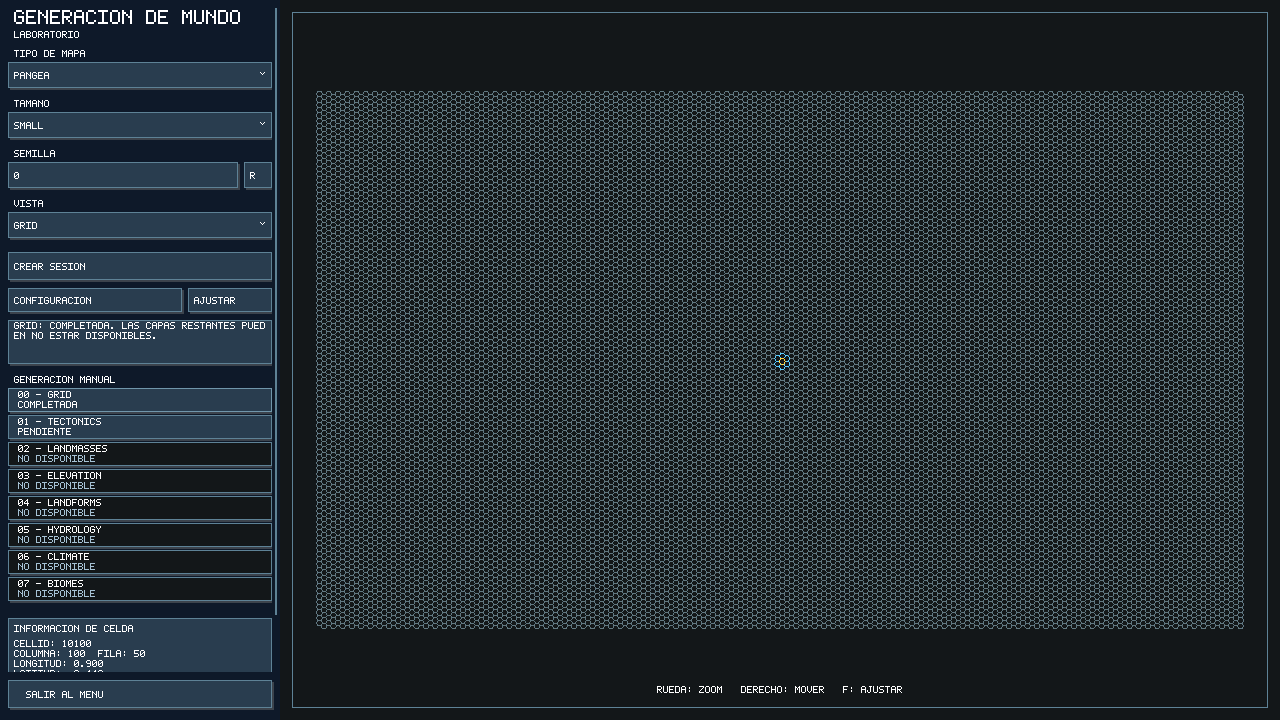 GENERACION DE MUNDO
LABORATORIO
TIPO DE MAPA
PANGEA
TAMANO
SMALL
SEMILLA
0
R
VISTA
GRID
CREAR SESION
CONFIGURACION
AJUSTAR
GRID: COMPLETADA. LAS CAPAS RESTANTES PUED
EN NO ESTAR DISPONIBLES.
GENERACION MANUAL
00 - GRID
COMPLETADA
01 - TECTONICS
PENDIENTE
02 - LANDMASSES
NO DISPONIBLE
03 - ELEVATION
NO DISPONIBLE
04 - LANDFORMS
NO DISPONIBLE
05 - HYDROLOGY
NO DISPONIBLE
06 - CLIMATE
NO DISPONIBLE
07 - BIOMES
NO DISPONIBLE
INFORMACION DE CELDA
CELLID: 10100
COLUMNA: 100 FILA: 50
LONGITUD: 0.900
SALIR AL MENU
RUEDA: ZOOM DERECHO: MOVER F: AJUSTAR